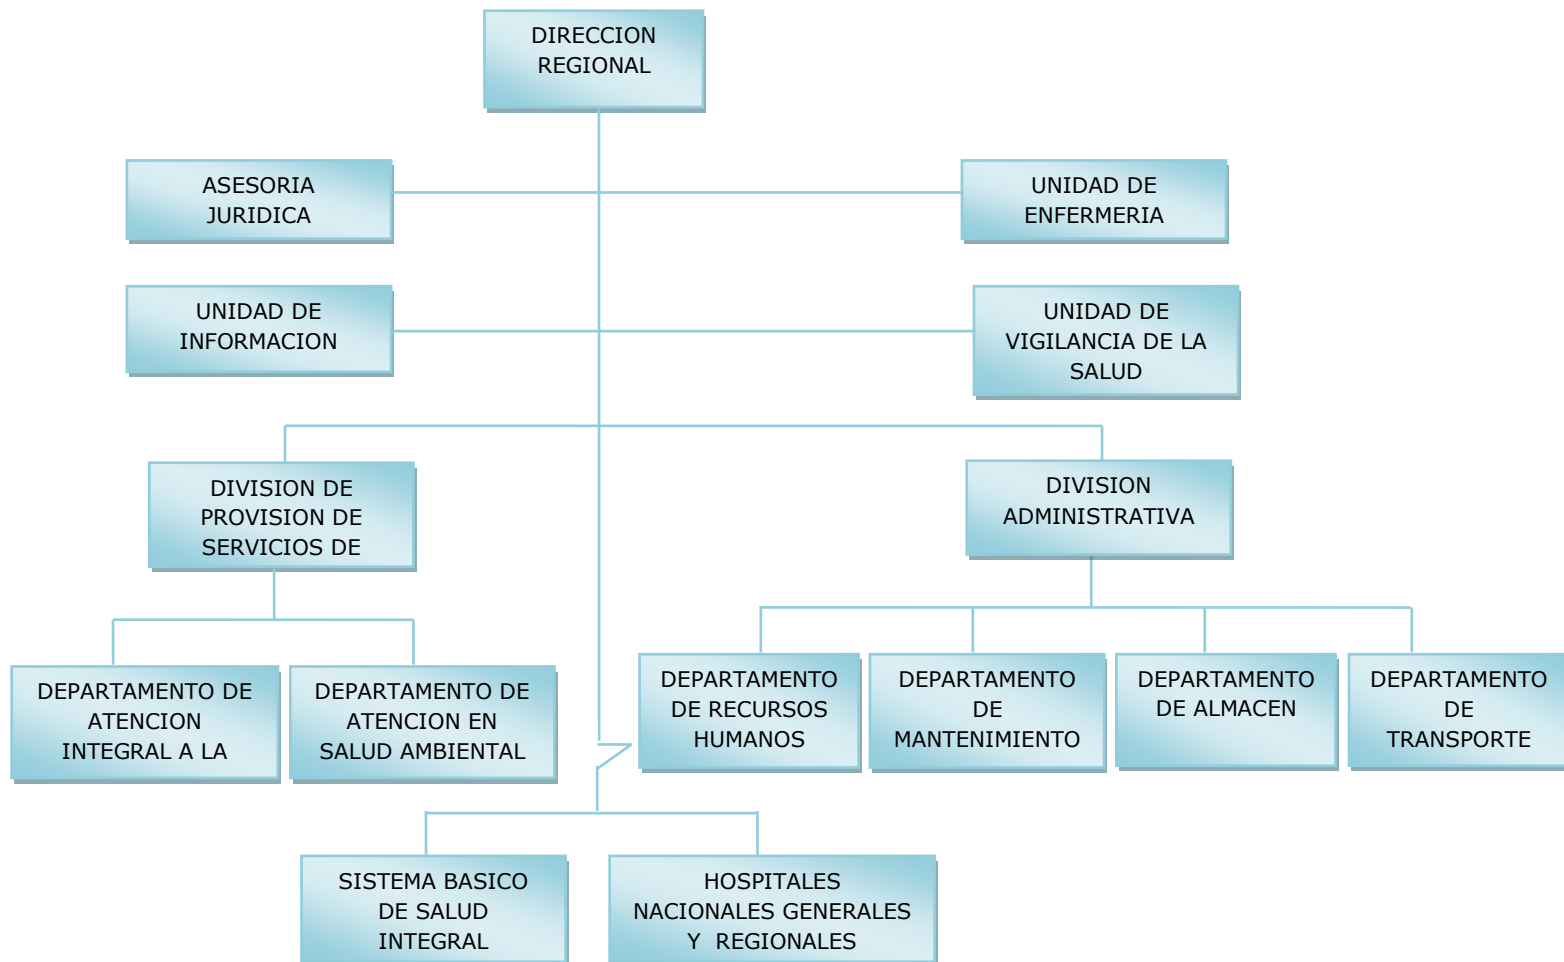 DIRECCION
REGIONAL
ASESORIA
JURIDICA
UNIDAD DE
ENFERMERIA
UNIDAD DE
INFORMACION
UNIDAD DE
VIGILANCIA DE LA
SALUD
DIVISION DE
PROVISION DE
SERVICIOS DE
DIVISION
ADMINISTRATIVA
DEPARTAMENTO DE
ATENCION
INTEGRAL A LA
DEPARTAMENTO DE
ATENCION EN
SALUD AMBIENTAL
DEPARTAMENTO
DE RECURSOS
HUMANOS
DEPARTAMENTO
DE
MANTENIMIENTO
DEPARTAMENTO
DE ALMACEN
DEPARTAMENTO
DE
TRANSPORTE
SISTEMA BASICO
DE SALUD
INTEGRAL
HOSPITALES
NACIONALES GENERALES
Y  REGIONALES